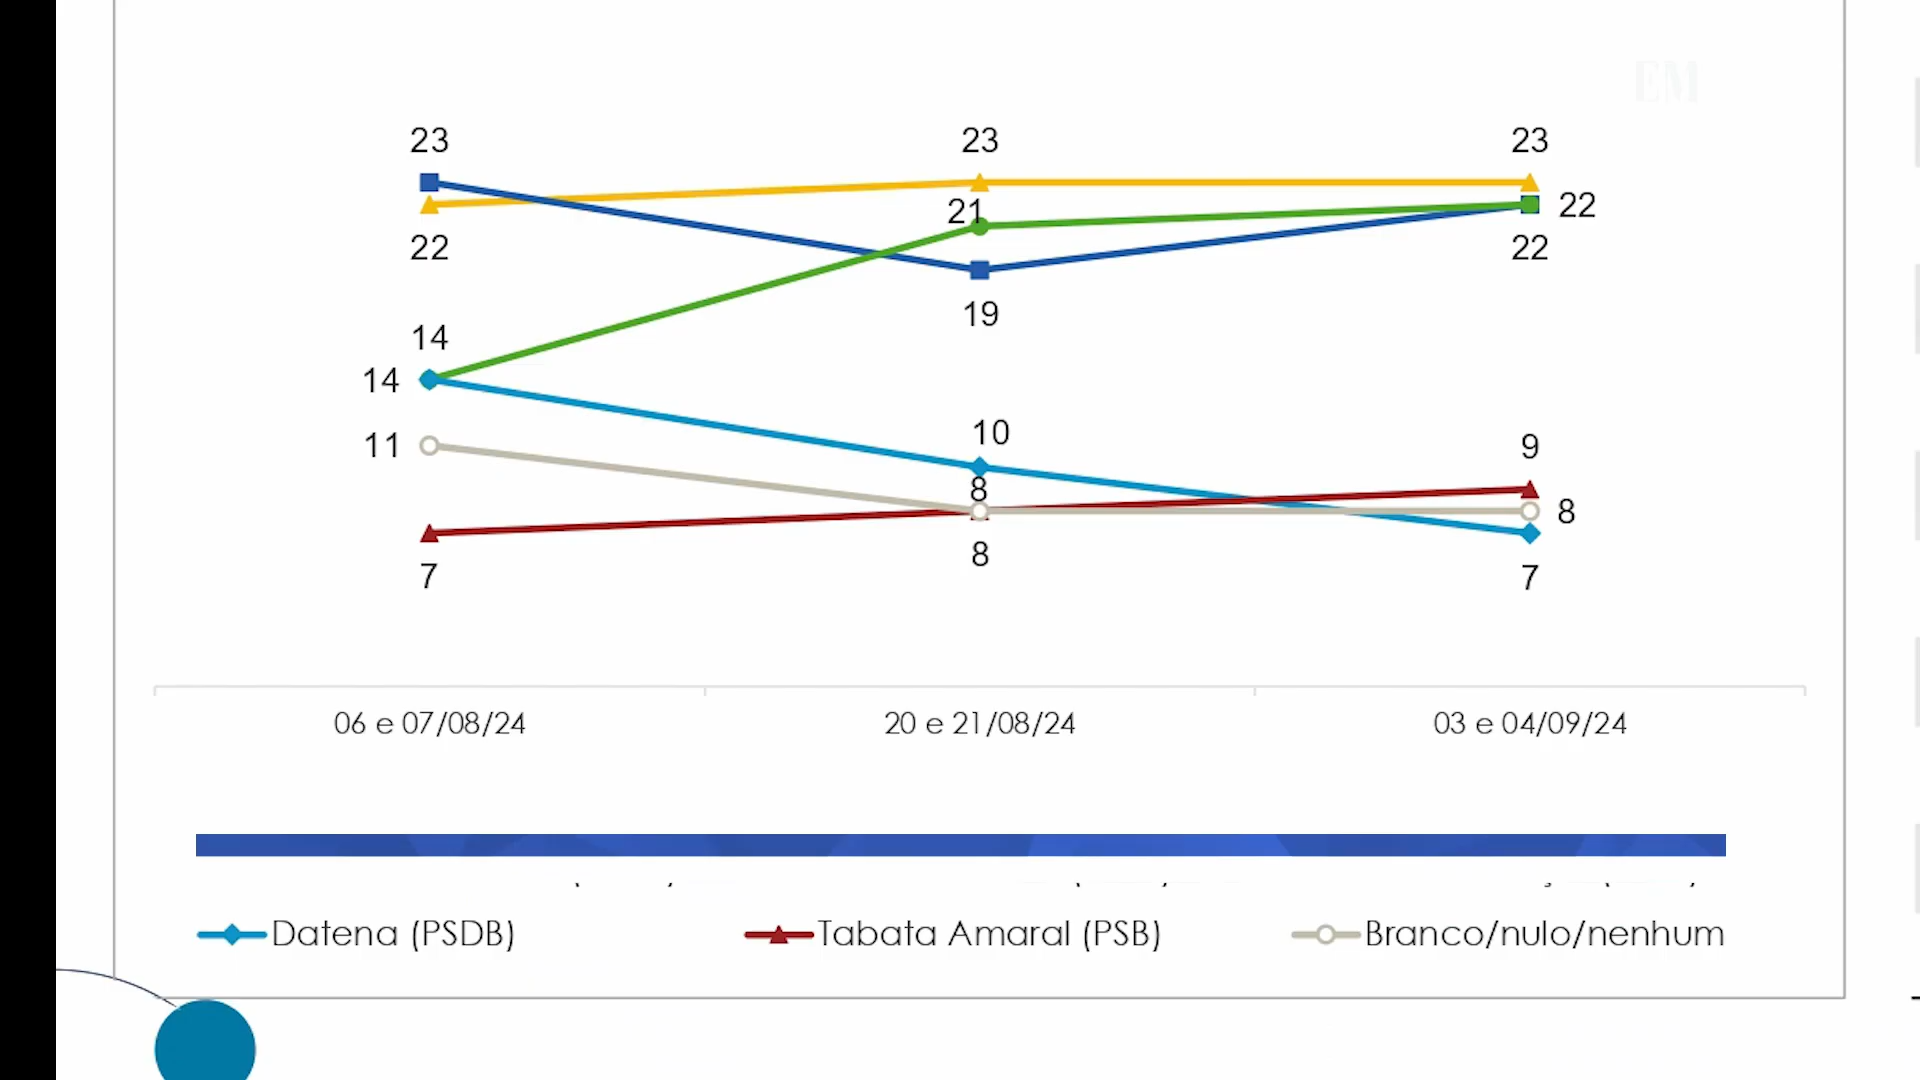 EM
23 23 23
21 22
22 22
19
14
14
10
11 9
8 8
7 8 7
06 e 07/08/24 20 e 21/08/24 03 e 04/09/24
Datena (PSDB) Tabata Amaral (PSB) Branco/nulo/nenhum